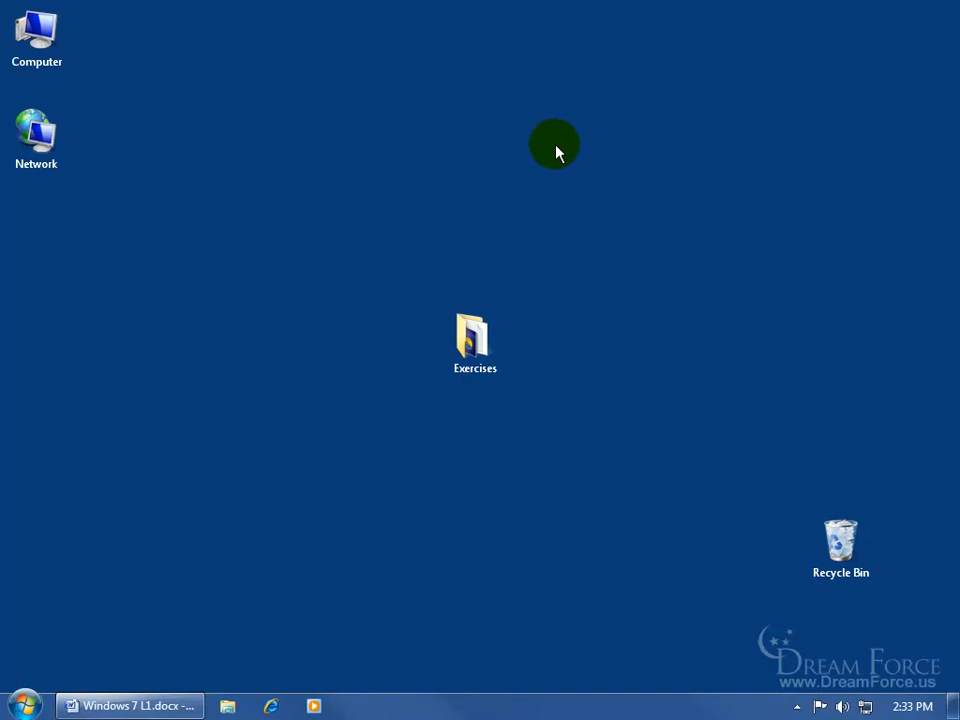 Computer
Network
Exercises
Recycle Bin
DREAM FORCE
www.DreamForce.us
Windows 7 L1.docx -...
2:33 PM